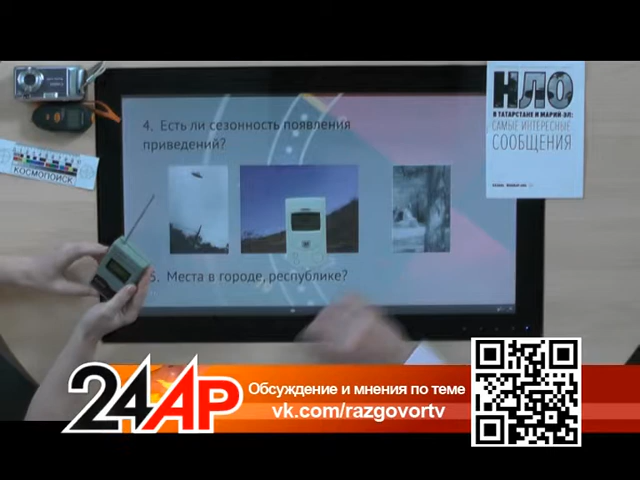 4. Есть ли сезонность появления
приведений?
НЛО
В ТАТАРСТАНЕ И МАРИЙ-ЭЛ:
САМЫЕ ИНТЕРЕСНЫЕ
СООБЩЕНИЯ
КОСМОПОИСК
5. Места в городе, республике?
24АР
Обсуждение и мнения по теме
vk.com/razgovortv